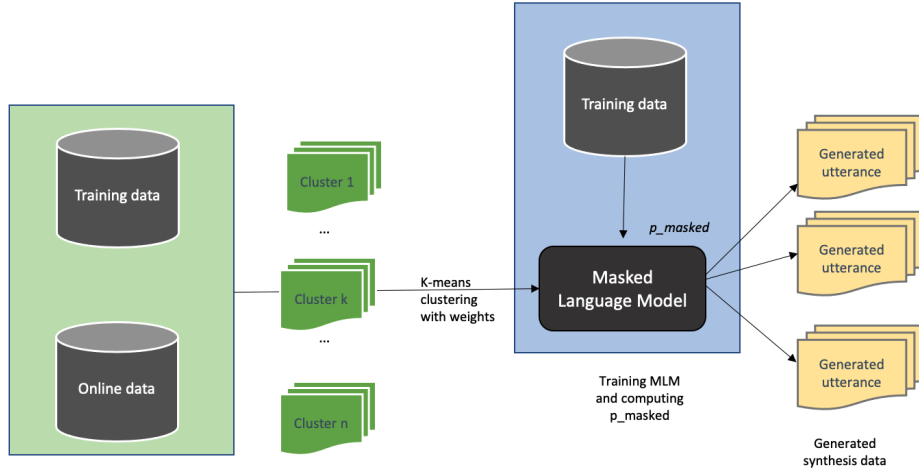 Training data
Online data
Cluster 1
...
Cluster k
...
Cluster n
K-means
clustering
with weights
Training data
p_masked
Masked
Language Model
Training MLM
and computing
p_masked
Generated
utterance
Generated
utterance
Generated
utterance
Generated
synthesis data